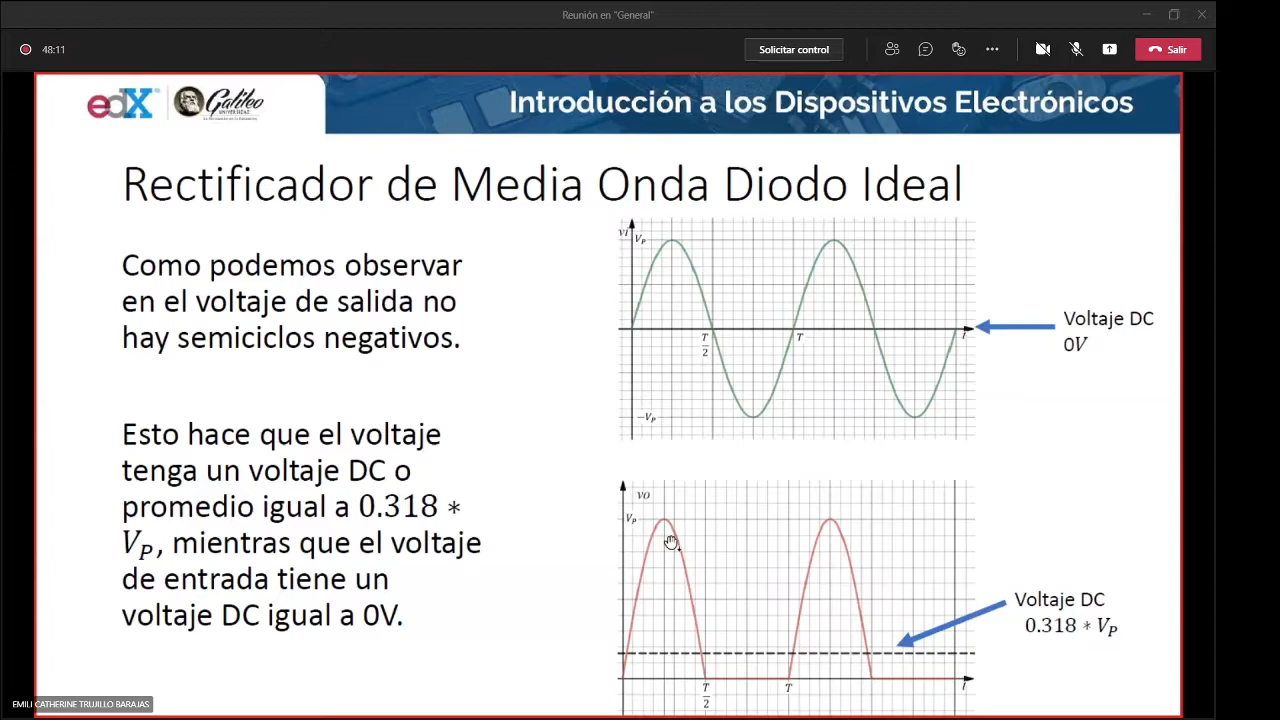 Reunión en "General"
48:11
Solicitar control
Salir
edX
Galileo
UNIVERSIDAD
Introducción a los Dispositivos Electrónicos
Rectificador de Media Onda Diodo Ideal
Como podemos observar
en el voltaje de salida no
hay semiciclos negativos.
Esto hace que el voltaje
tenga un voltaje DC o
promedio igual a 0.318 ∗
V_P, mientras que el voltaje
de entrada tiene un
voltaje DC igual a 0V.
vi
V_P
T/2
T
t
−V_P
Voltaje DC
0V
vo
V_P
T/2
T
t
Voltaje DC
0.318 ∗ V_P
EMILI CATHERINE TRUJILLO BARAJAS